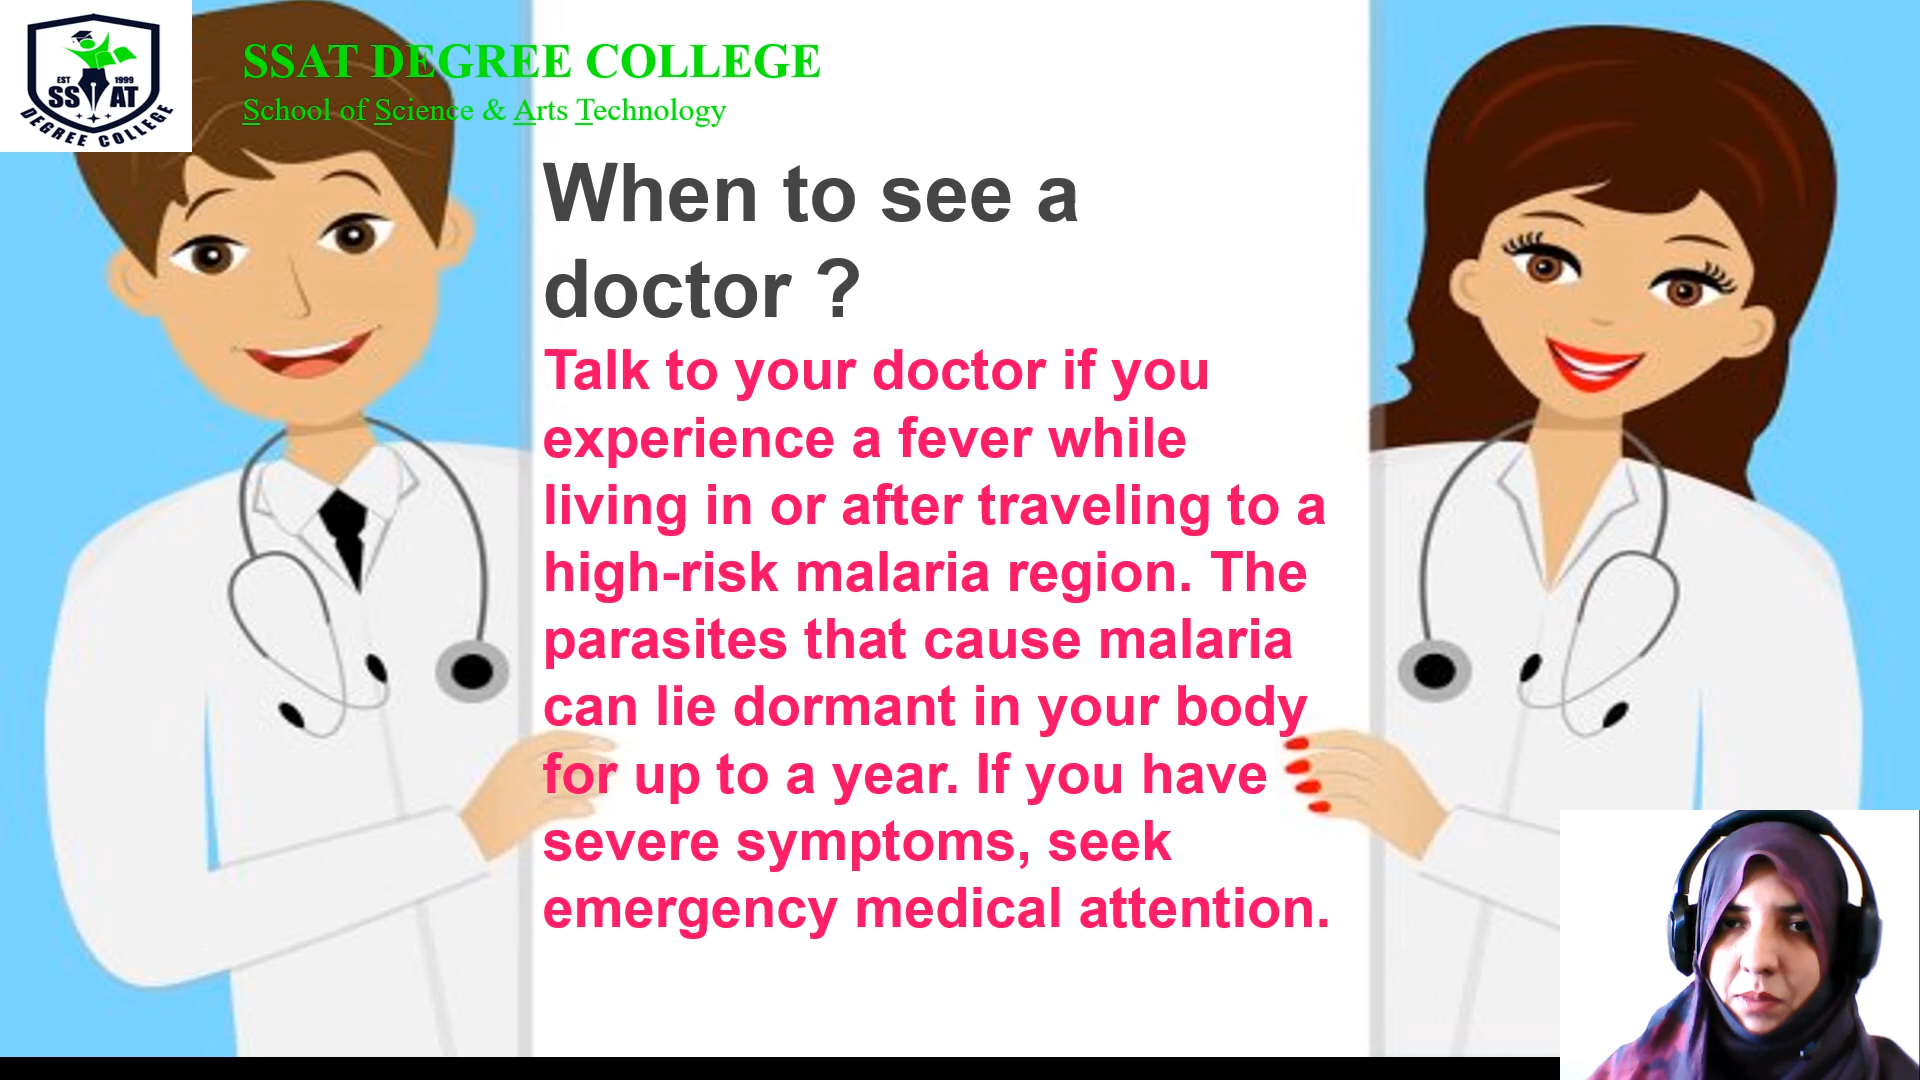 EST 1999
SSAT
DEGREE COLLEGE
SSAT DEGREE COLLEGE
School of Science & Arts Technology
When to see a
doctor ?
Talk to your doctor if you
experience a fever while
living in or after traveling to a
high-risk malaria region. The
parasites that cause malaria
can lie dormant in your body
for up to a year. If you have
severe symptoms, seek
emergency medical attention.